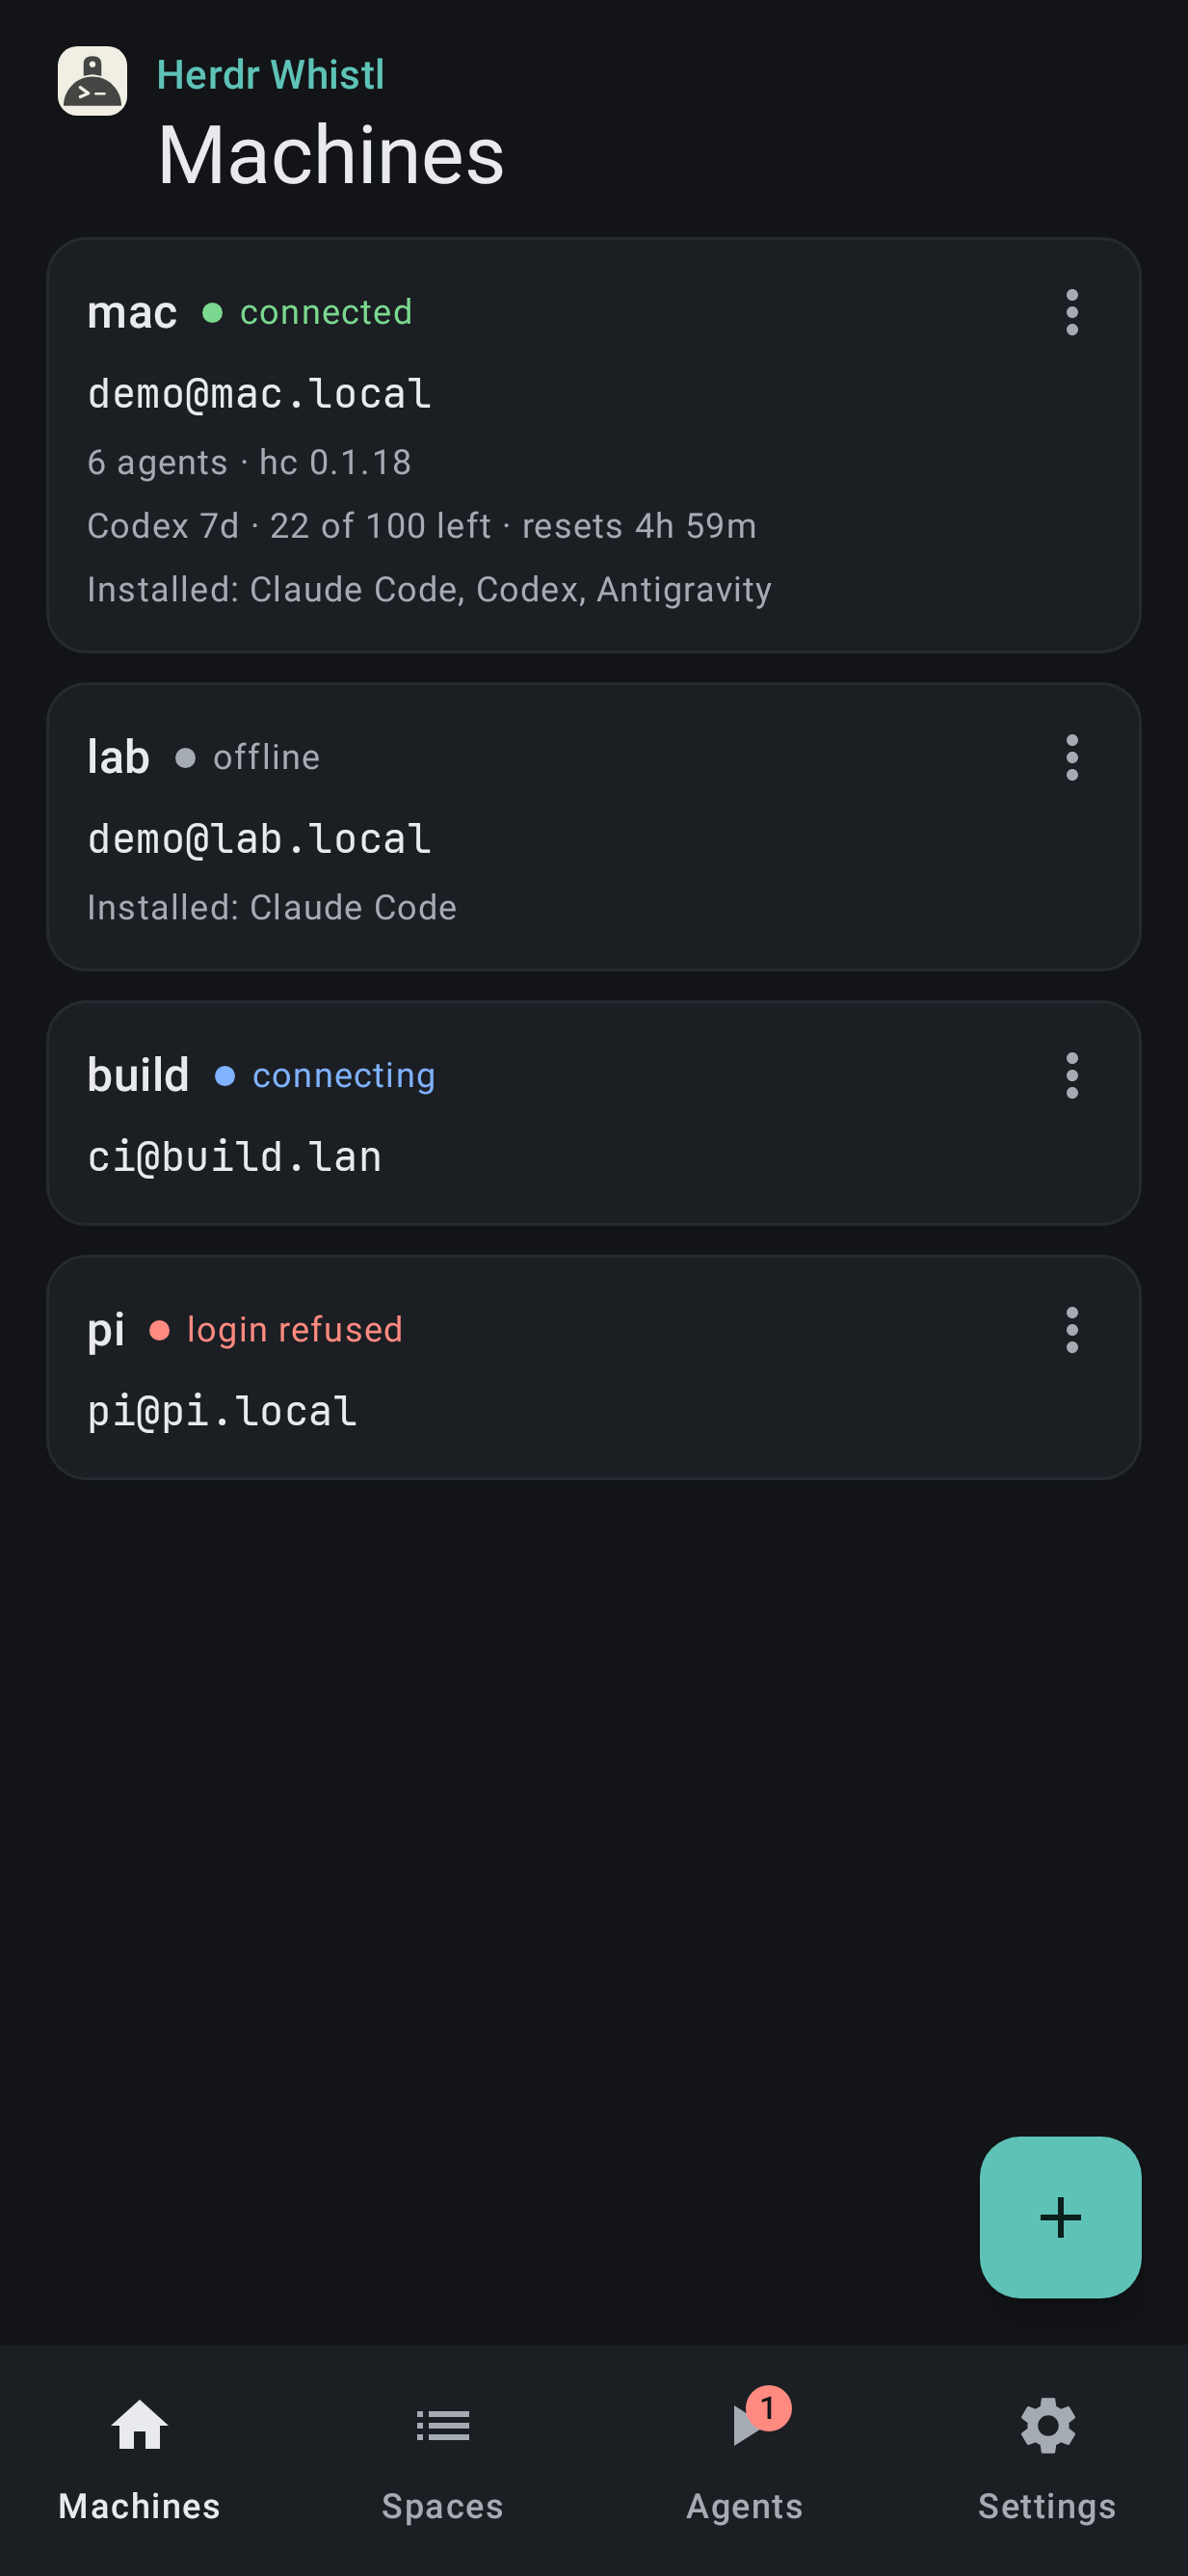 Herdr Whistl
Machines
mac connected
demo@mac.local
6 agents · hc 0.1.18
Codex 7d · 22 of 100 left · resets 4h 59m
Installed: Claude Code, Codex, Antigravity
lab offline
demo@lab.local
Installed: Claude Code
build connecting
ci@build.lan
pi login refused
pi@pi.local
1
Machines Spaces Agents Settings